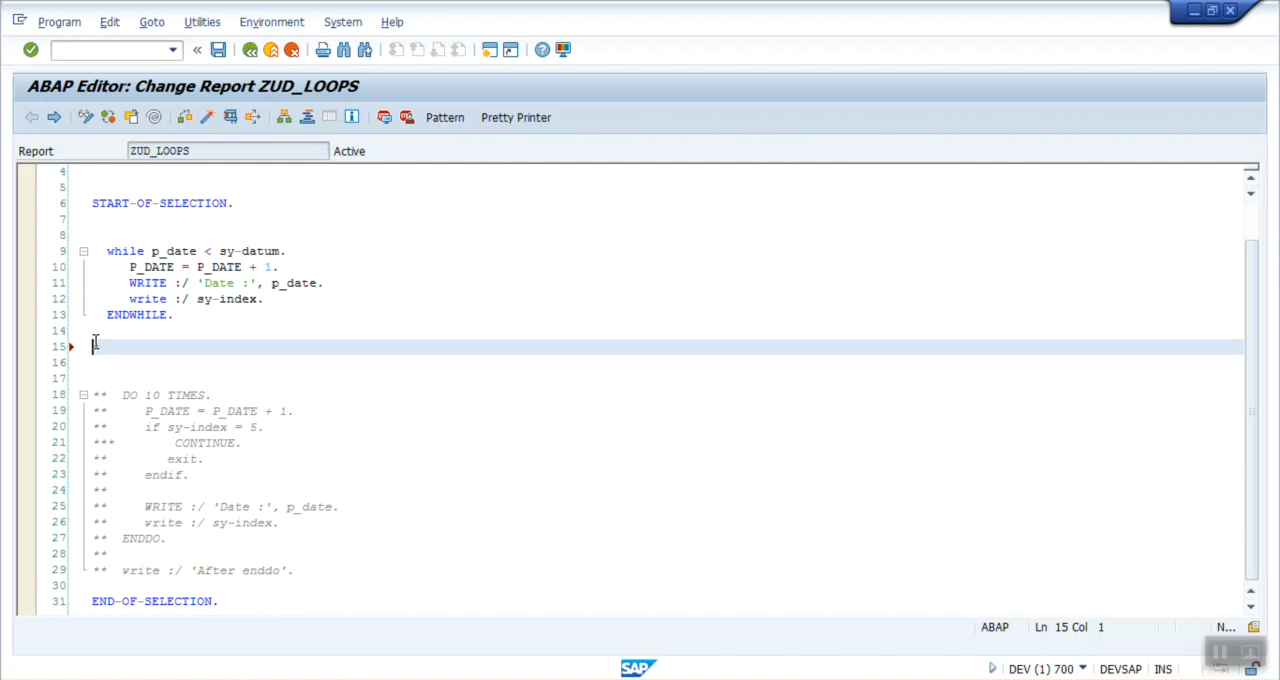 Program Edit Goto Utilities Environment System Help
ABAP Editor: Change Report ZUD_LOOPS
Pattern Pretty Printer
Report ZUD_LOOPS Active
4
5
6 START-OF-SELECTION.
7
8
9 while p_date < sy-datum.
10 P_DATE = P_DATE + 1.
11 WRITE :/ 'Date :', p_date.
12 write :/ sy-index.
13 ENDWHILE.
14
15
16
17
18 ** DO 10 TIMES.
19 ** P_DATE = P_DATE + 1.
20 ** if sy-index = 5.
21 *** CONTINUE.
22 ** exit.
23 ** endif.
24 **
25 ** WRITE :/ 'Date :', p_date.
26 ** write :/ sy-index.
27 ** ENDDO.
28 **
29 ** write :/ 'After enddo'.
30
31 END-OF-SELECTION.
ABAP Ln 15 Col 1 N...
SAP DEV (1) 700 DEVSAP INS